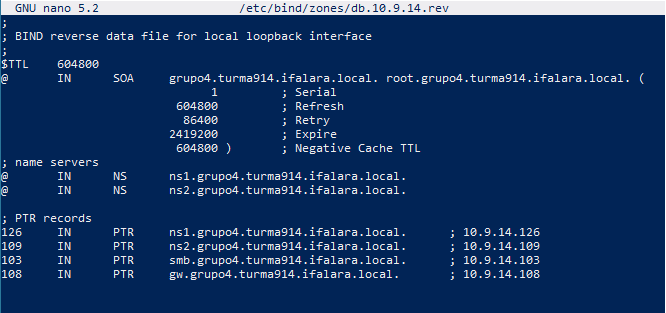 GNU nano 5.2 /etc/bind/zones/db.10.9.14.rev
;
; BIND reverse data file for local loopback interface
;
$TTL 604800
@ IN SOA grupo4.turma914.ifalara.local. root.grupo4.turma914.ifalara.local. (
1 ; Serial
604800 ; Refresh
86400 ; Retry
2419200 ; Expire
604800 ) ; Negative Cache TTL
; name servers
@ IN NS ns1.grupo4.turma914.ifalara.local.
@ IN NS ns2.grupo4.turma914.ifalara.local.
; PTR records
126 IN PTR ns1.grupo4.turma914.ifalara.local. ; 10.9.14.126
109 IN PTR ns2.grupo4.turma914.ifalara.local. ; 10.9.14.109
103 IN PTR smb.grupo4.turma914.ifalara.local. ; 10.9.14.103
108 IN PTR gw.grupo4.turma914.ifalara.local. ; 10.9.14.108